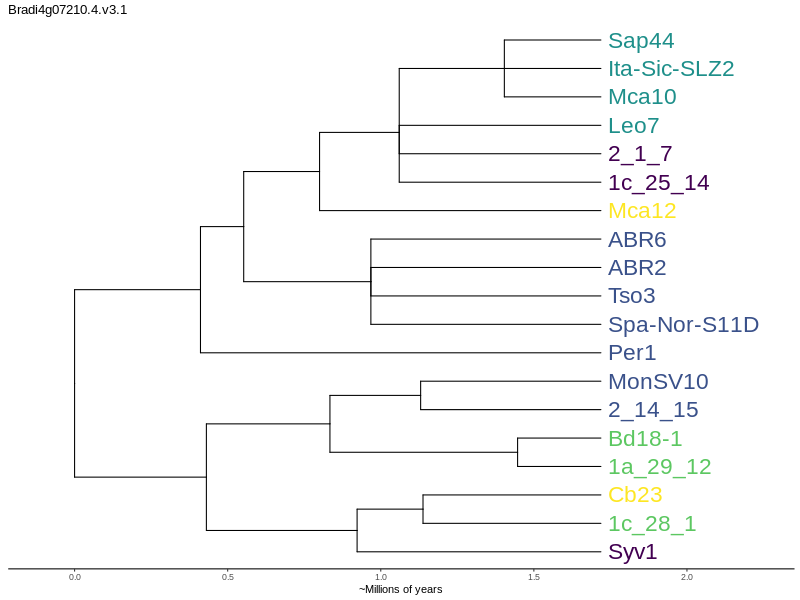 Bradi4g07210.4.v3.1
Sap44
Ita-Sic-SLZ2
Mca10
Leo7
2_1_7
1c_25_14
Mca12
ABR6
ABR2
Tso3
Spa-Nor-S11D
Per1
MonSV10
2_14_15
Bd18-1
1a_29_12
Cb23
1c_28_1
Syv1
0.0 0.5 1.0 1.5 2.0
~Millions of years